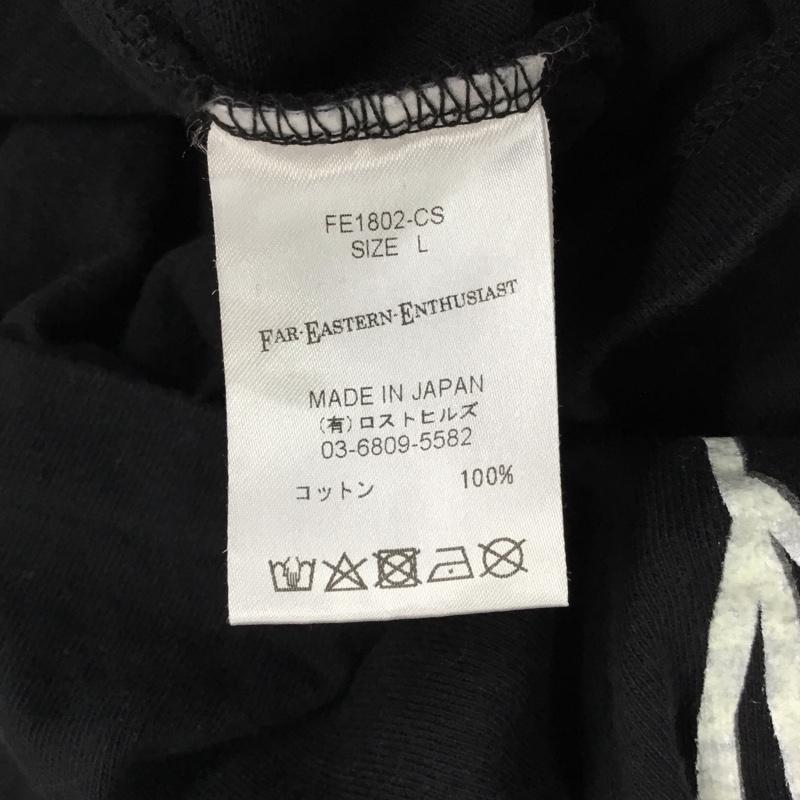 FE1802-CS
SIZE L
FAR·EASTERN·ENTHUSIAST
MADE IN JAPAN
(有)ロストヒルズ
03-6809-5582
コットン 100%